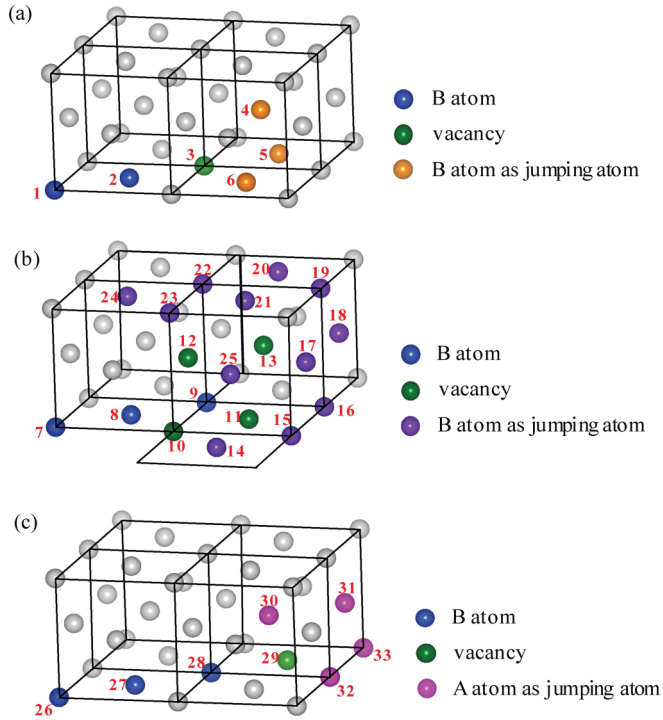 (a)
4
3
5
2
6
1
B atom
vacancy
B atom as jumping atom
(b)
20
22
19
24
23
21
18
12
17
13
25
9
8
11
15
16
7
10
14
B atom
vacancy
B atom as jumping atom
(c)
30
31
28
29
33
27
32
26
B atom
vacancy
A atom as jumping atom